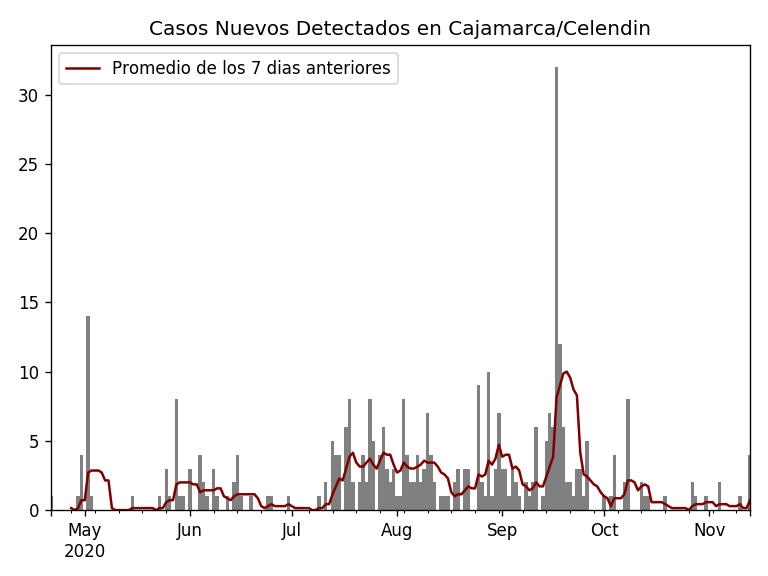 Casos Nuevos Detectados en Cajamarca/Celendin
Promedio de los 7 dias anteriores
30
25
20
15
10
5
0
May Jun Jul Aug Sep Oct Nov
2020